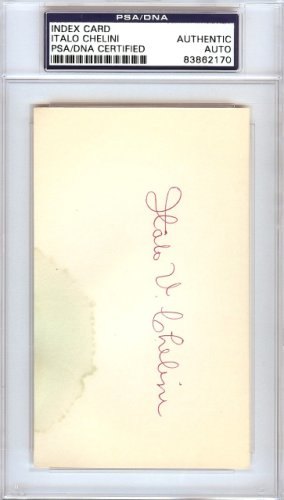 PSA/DNA
INDEX CARD
ITALO CHELINI
PSA/DNA CERTIFIED
AUTHENTIC
AUTO
83862170
Italo V. Chelini